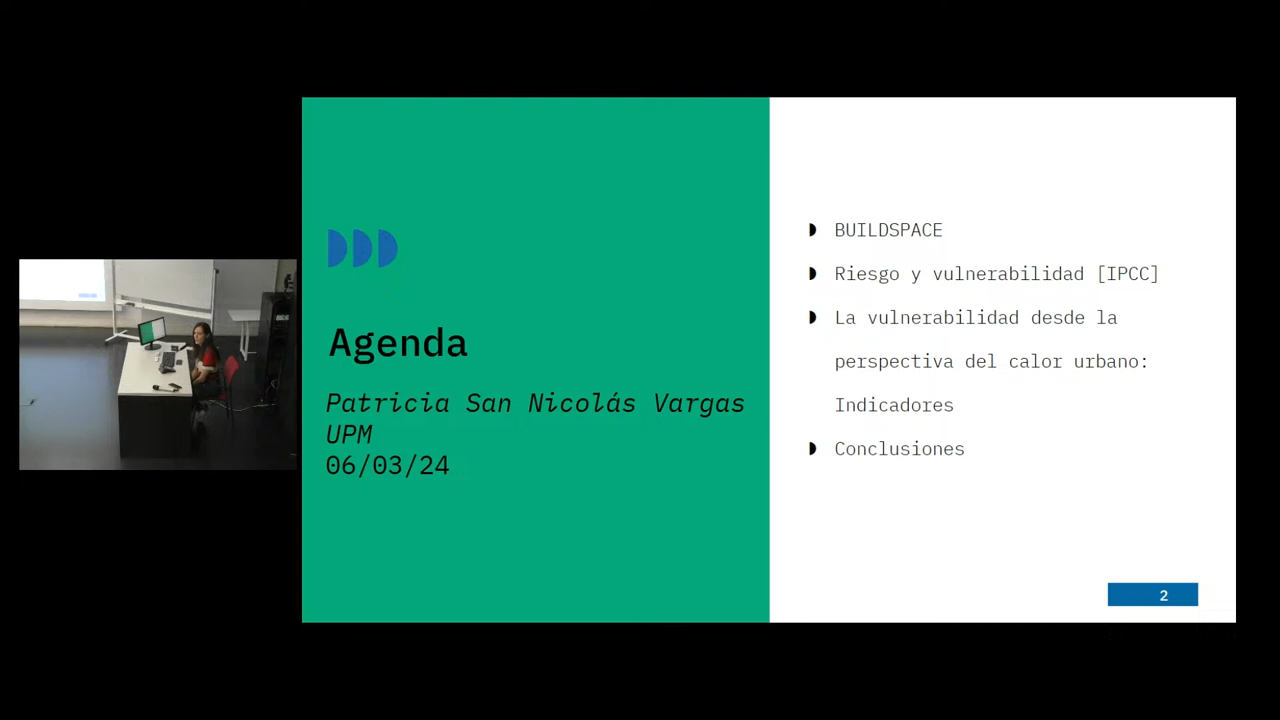 Agenda
Patricia San Nicolás Vargas
UPM
06/03/24
BUILDSPACE
Riesgo y vulnerabilidad [IPCC]
La vulnerabilidad desde la
perspectiva del calor urbano:
Indicadores
Conclusiones
2